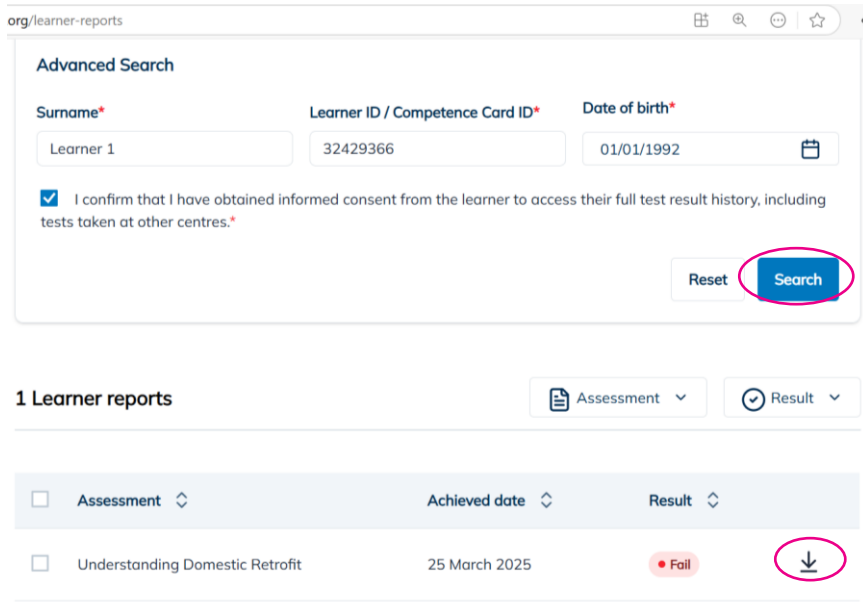 org/learner-reports
Advanced Search
Surname*
Learner ID / Competence Card ID*
Date of birth*
Learner 1
32429366
01/01/1992
I confirm that I have obtained informed consent from the learner to access their full test result history, including
tests taken at other centres.*
Reset
Search
1 Learner reports
Assessment
Result
Assessment
Achieved date
Result
Understanding Domestic Retrofit
25 March 2025
Fail